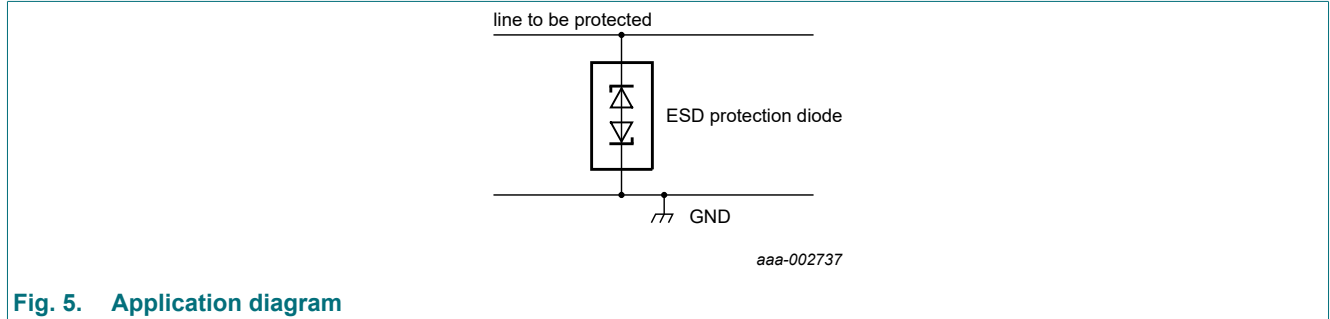 line to be protected
ESD protection diode
GND
aaa-002737
Fig. 5. Application diagram